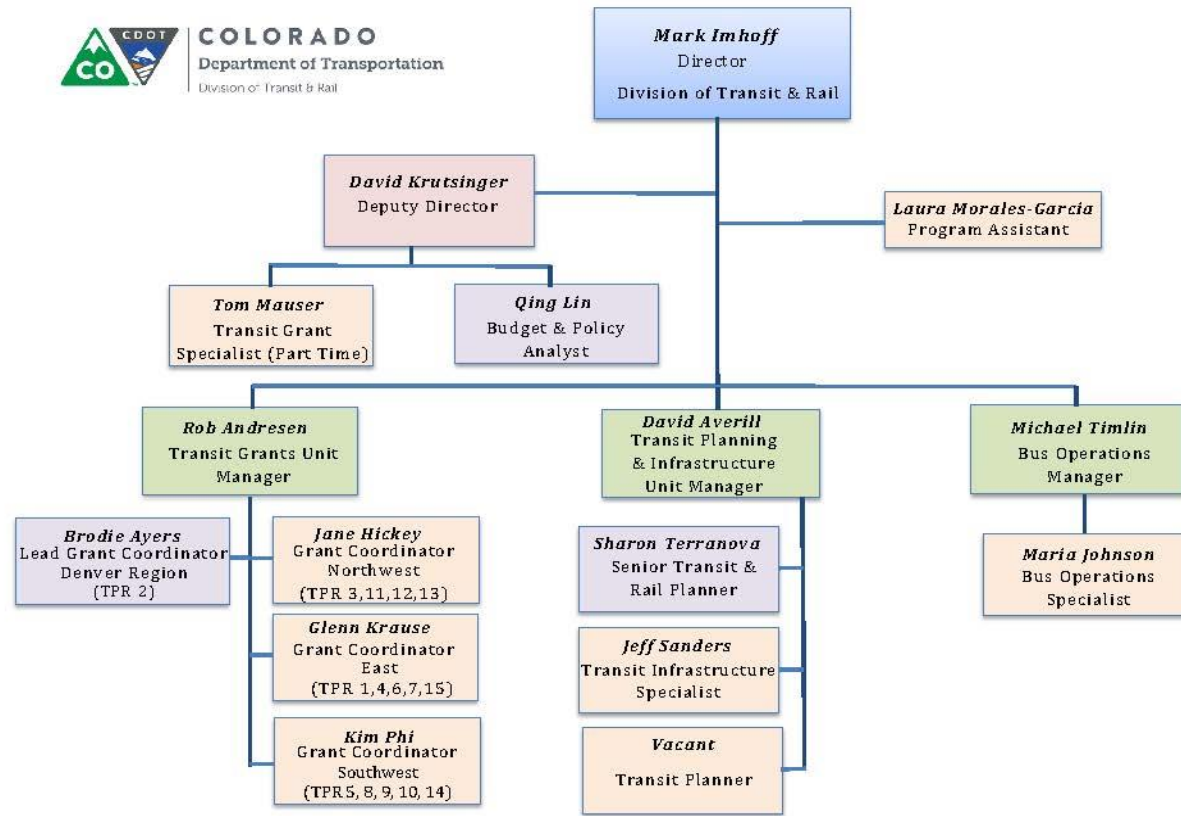 CDOT
CO
COLORADO
Department of Transportation
Division of Transit & Rail
Mark Imhoff
Director
Division of Transit & Rail
David Krutsinger
Deputy Director
Laura Morales-Garcia
Program Assistant
Tom Mauser
Transit Grant
Specialist (Part Time)
Qing Lin
Budget & Policy
Analyst
Rob Andresen
Transit Grants Unit
Manager
David Averill
Transit Planning
& Infrastructure
Unit Manager
Michael Timlin
Bus Operations
Manager
Brodie Ayers
Lead Grant Coordinator
Denver Region
(TPR 2)
Jane Hickey
Grant Coordinator
Northwest
(TPR 3,11,12,13)
Glenn Krause
Grant Coordinator
East
(TPR 1,4,6,7,15)
Kim Phi
Grant Coordinator
Southwest
(TPR5, 8, 9, 10, 14)
Sharon Terranova
Senior Transit &
Rail Planner
Jeff Sanders
Transit Infrastructure
Specialist
Vacant
Transit Planner
Maria Johnson
Bus Operations
Specialist